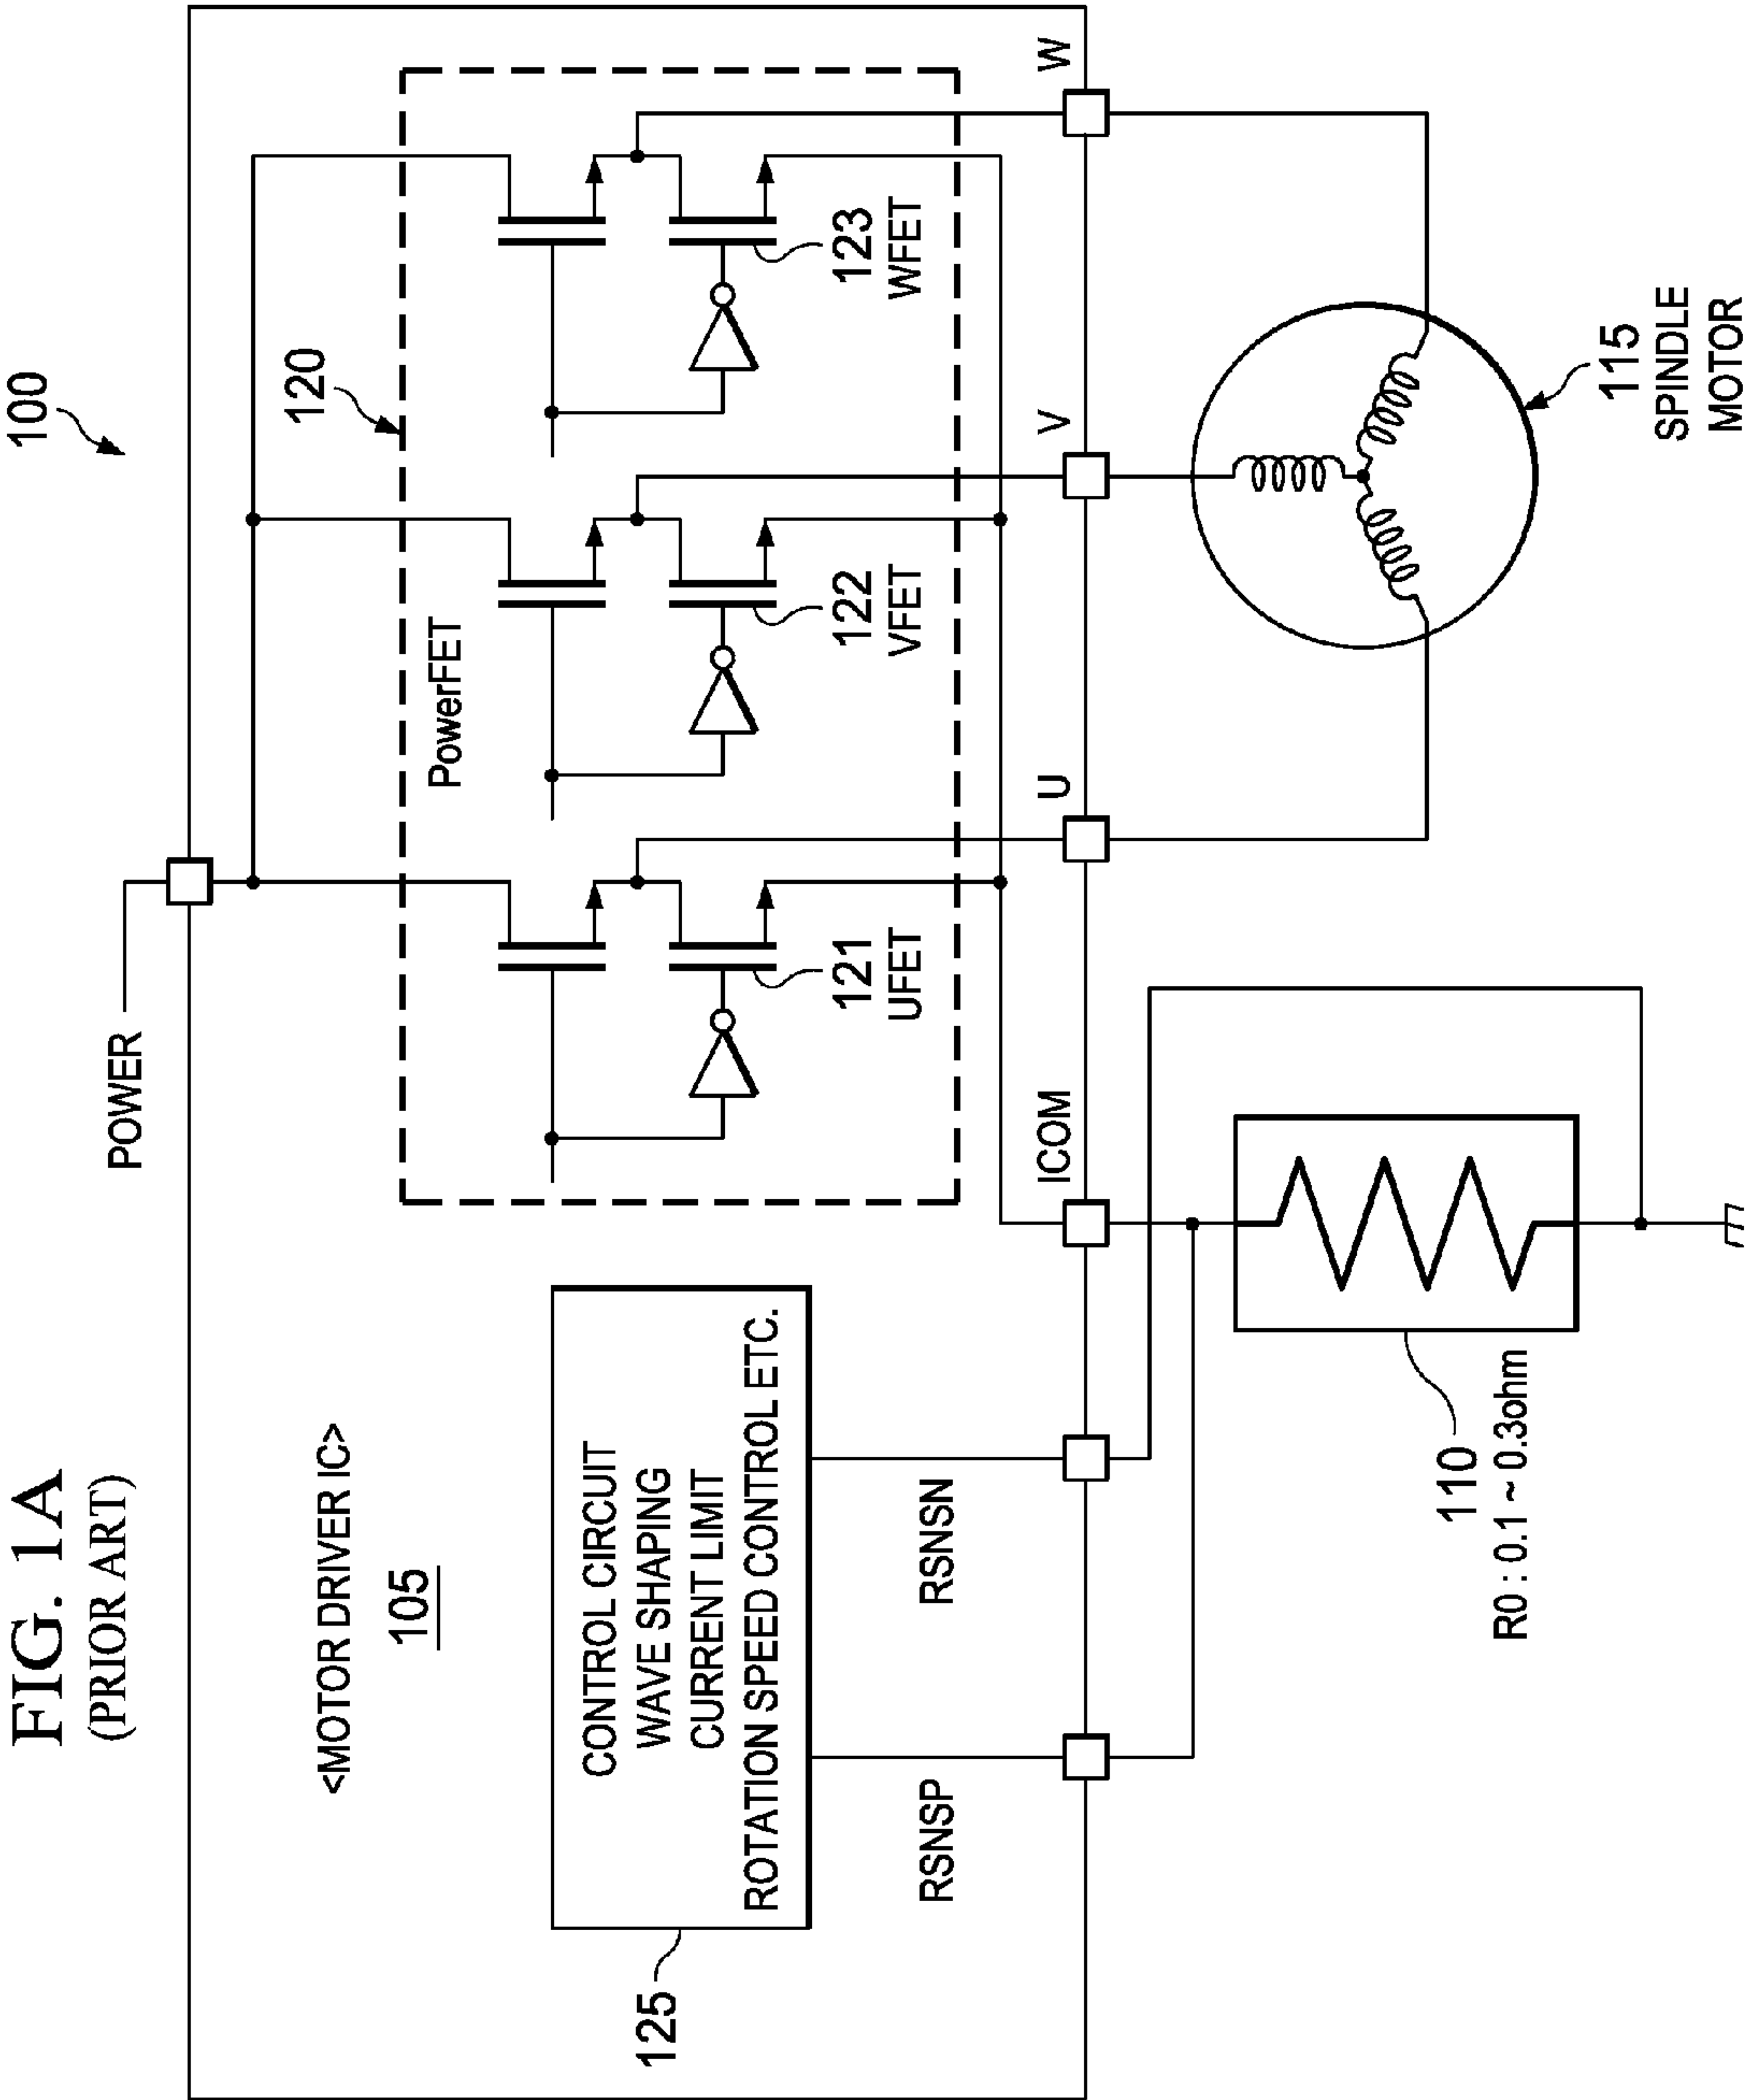 FIG. 1A
(PRIOR ART)
100
<MOTOR DRIVER IC>
105
POWER
120
PowerFET
125
CONTROL CIRCUIT
WAVE SHAPING
CURRENT LIMIT
ROTATION SPEED CONTROL ETC.
121
UFET
122
VFET
123
WFET
RSNSP
RSNSN
ICOM
U
V
W
110
R0 : 0.1 ~ 0.3ohm
115
SPINDLE
MOTOR